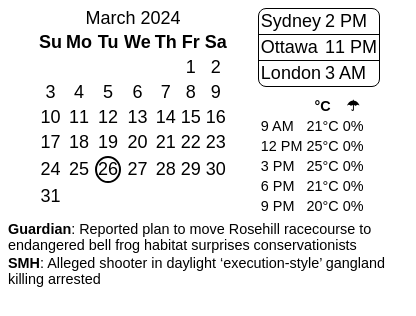 March 2024
Su Mo Tu We Th Fr Sa
1 2
3 4 5 6 7 8 9
10 11 12 13 14 15 16
17 18 19 20 21 22 23
24 25 26 27 28 29 30
31
Sydney 2 PM
Ottawa 11 PM
London 3 AM
°C ☂
9 AM 21°C 0%
12 PM 25°C 0%
3 PM 25°C 0%
6 PM 21°C 0%
9 PM 20°C 0%
Guardian: Reported plan to move Rosehill racecourse to
endangered bell frog habitat surprises conservationists
SMH: Alleged shooter in daylight ‘execution-style’ gangland
killing arrested